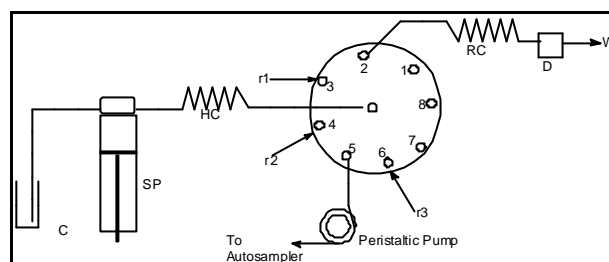 RC
W
D
2
1
r1
3
8
HC
4
5
6
7
r2
r3
SP
C
To
Autosampler
Peristaltic Pump